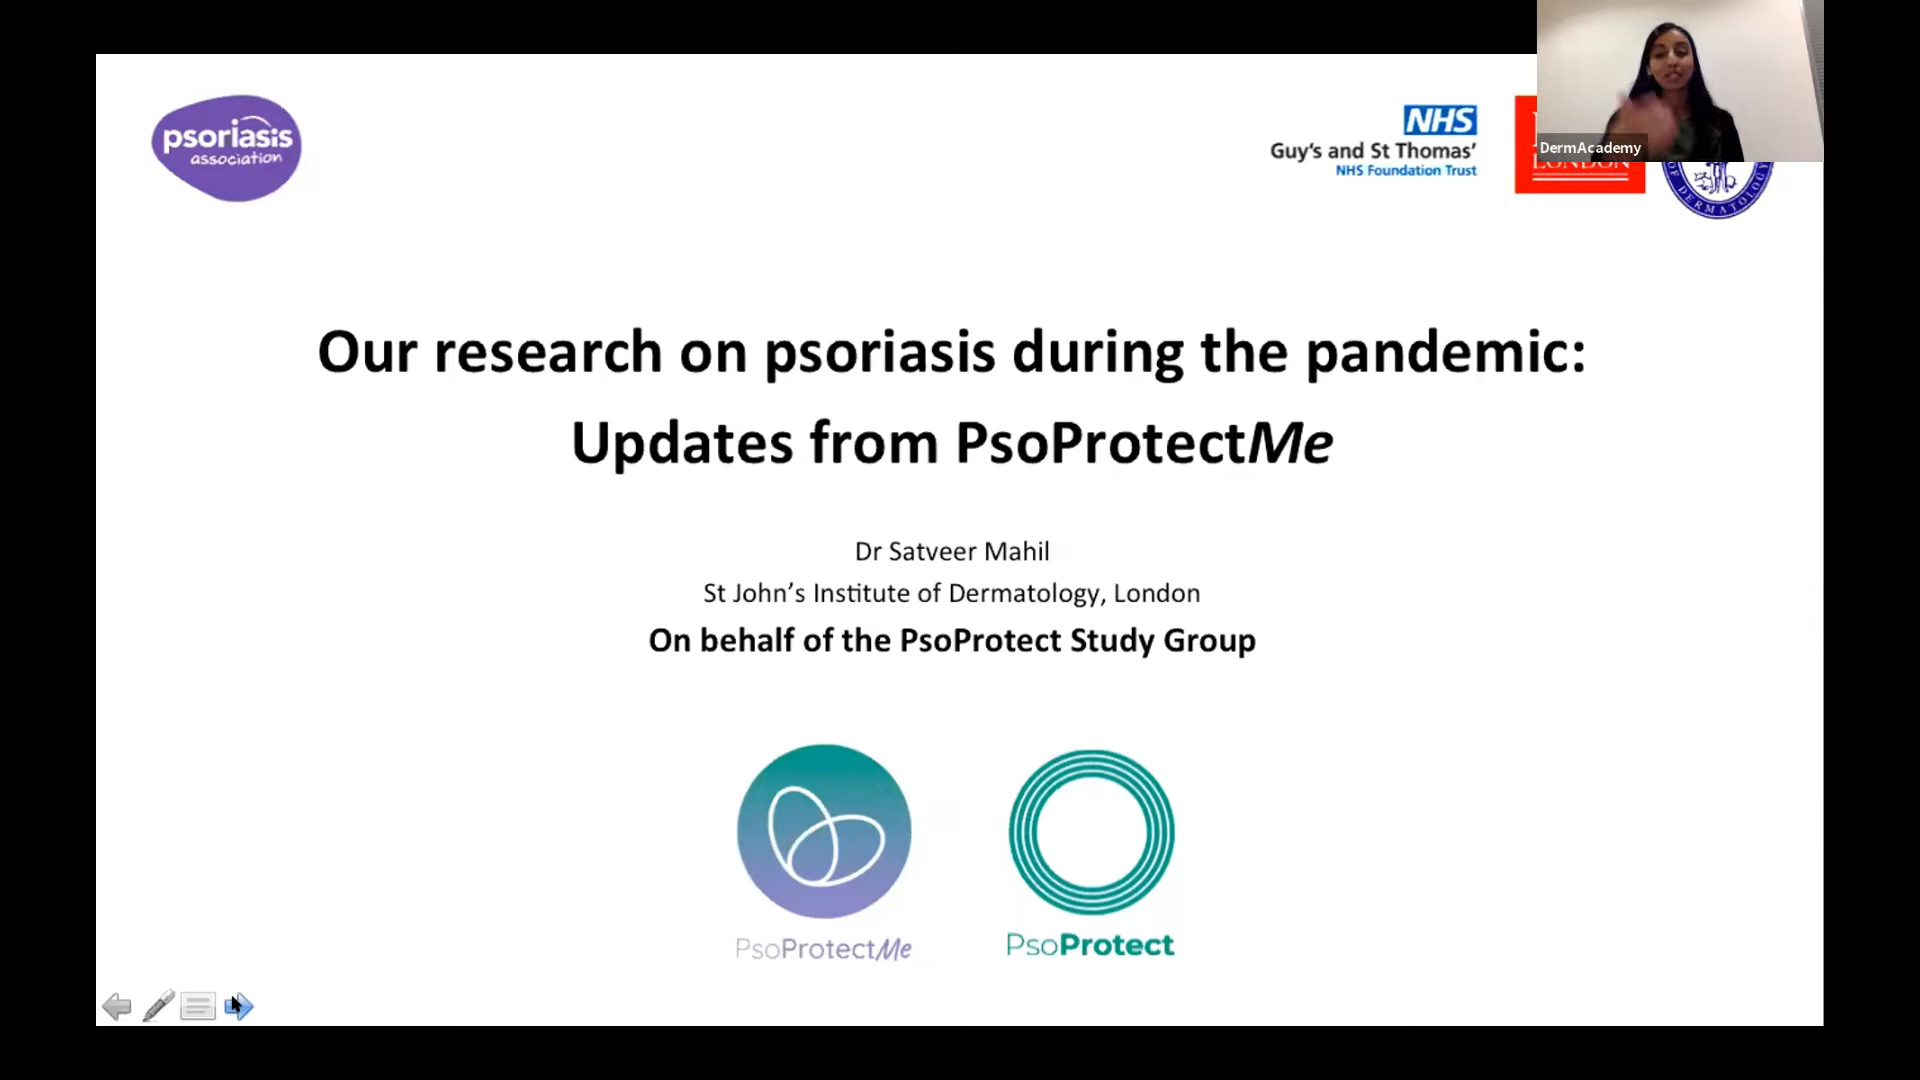 psoriasis
association
NHS
Guy's and St Thomas'
NHS Foundation Trust
LONDON
OF DERMATOLOGY
DermAcademy
Our research on psoriasis during the pandemic:
Updates from PsoProtectMe
Dr Satveer Mahil
St John’s Institute of Dermatology, London
On behalf of the PsoProtect Study Group
PsoProtectMe
PsoProtect